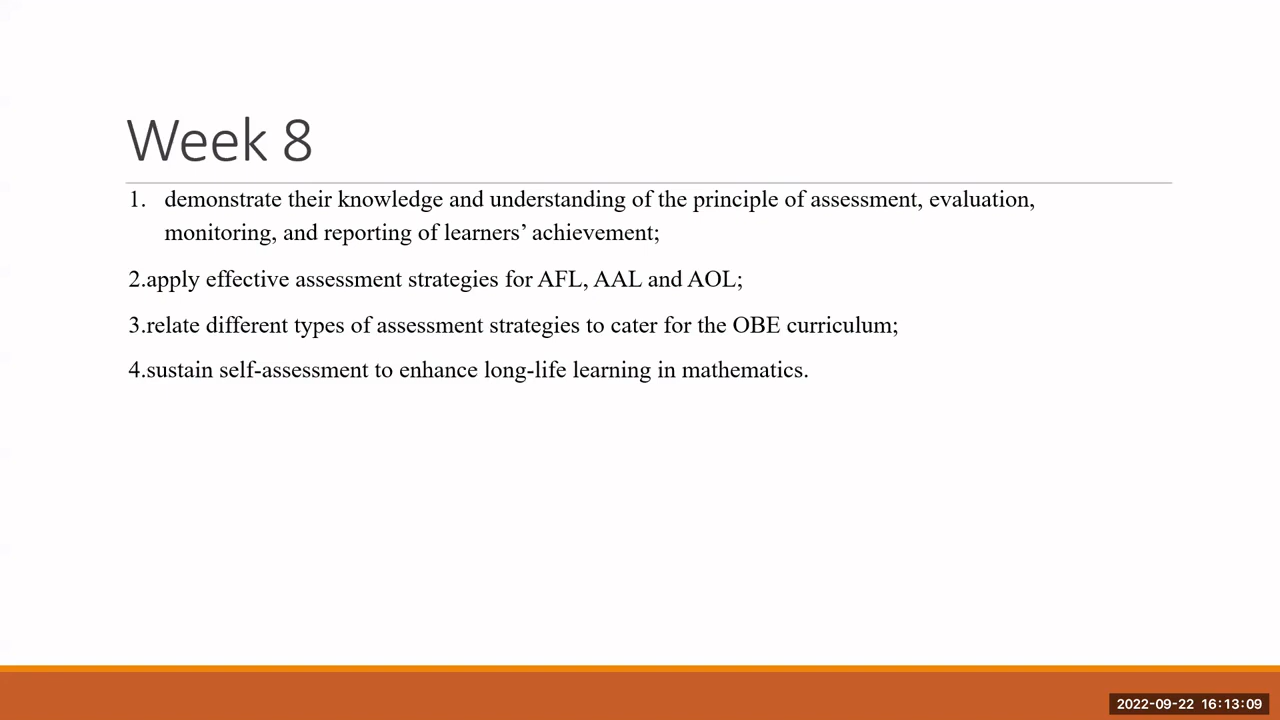 Week 8
1. demonstrate their knowledge and understanding of the principle of assessment, evaluation,
monitoring, and reporting of learners’ achievement;
2.apply effective assessment strategies for AFL, AAL and AOL;
3.relate different types of assessment strategies to cater for the OBE curriculum;
4.sustain self-assessment to enhance long-life learning in mathematics.
2022-09-22 16:13:09